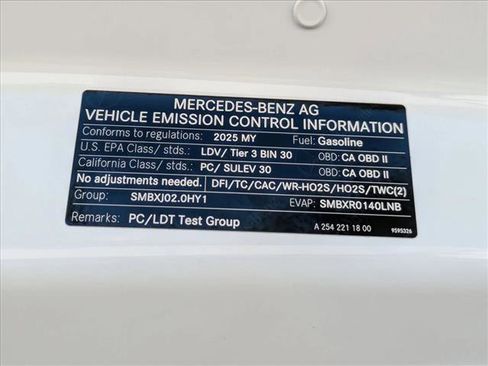 MERCEDES-BENZ AG
VEHICLE EMISSION CONTROL INFORMATION
Conforms to regulations: 2025 MY Fuel: Gasoline
U.S. EPA Class/ stds.: LDV/ Tier 3 BIN 30 OBD: CA OBD II
California Class/ stds.: PC/ SULEV 30 OBD: CA OBD II
No adjustments needed. DFI/TC/CAC/WR-HO2S/HO2S/TWC(2)
Group: SMBXJ02.0HY1 EVAP: SMBXR0140LNB
Remarks: PC/LDT Test Group A 254 221 18 00 9595326